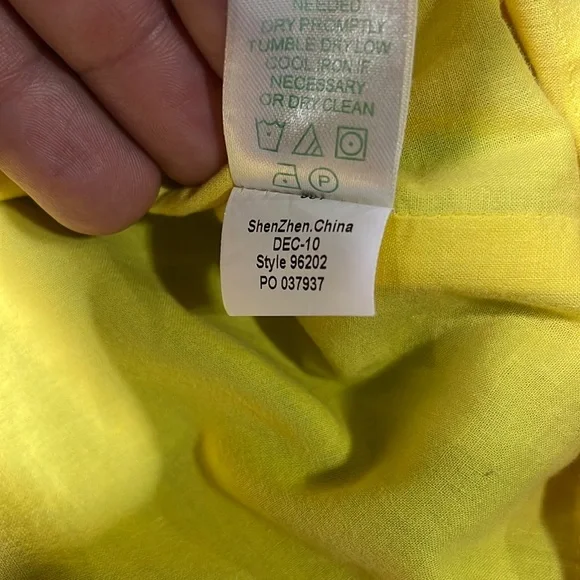 NEEDED
DRY PROMPTLY
TUMBLE DRY LOW
COOL IRON IF
NECESSARY
OR DRY CLEAN
P
ShenZhen.China
DEC-10
Style 96202
PO 037937